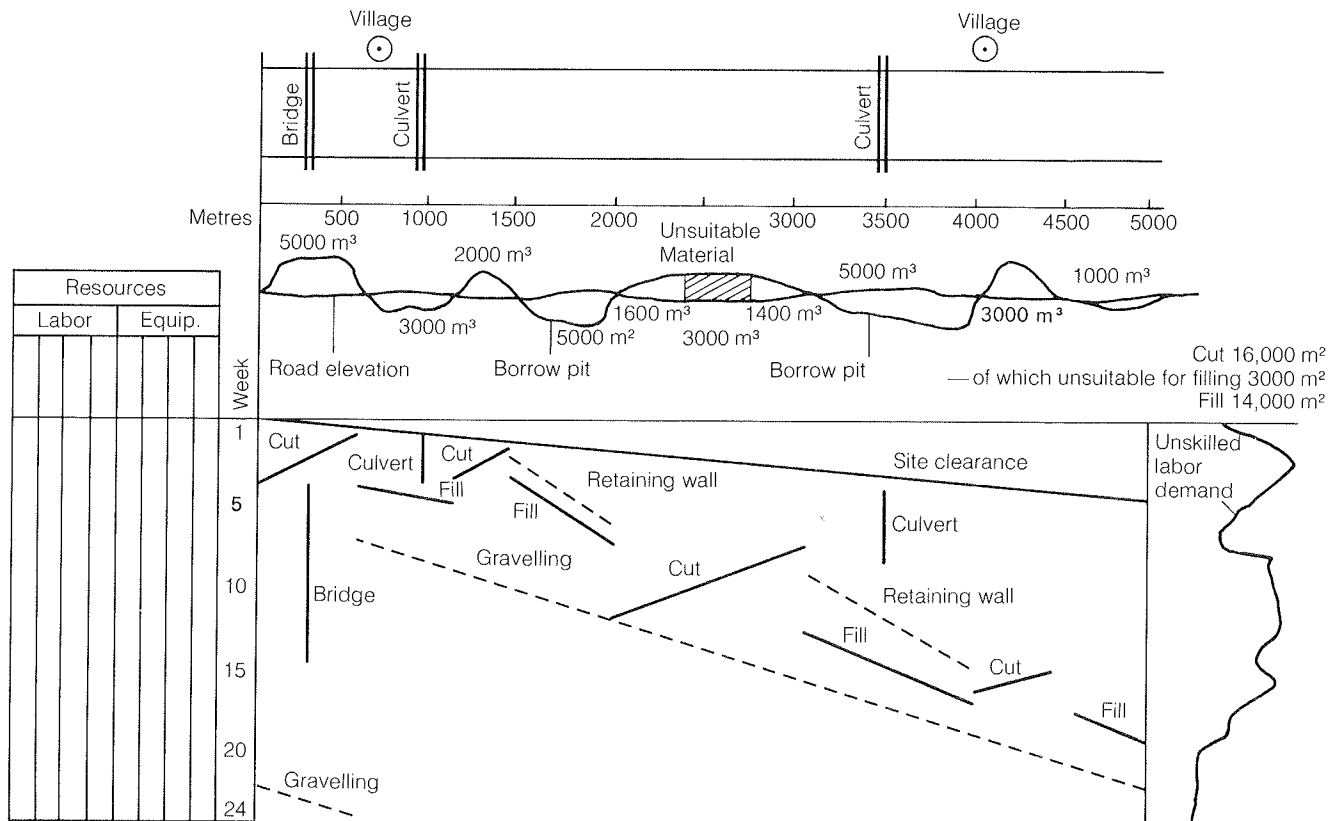 Village
Village
Bridge
Culvert
Culvert
Metres 500 1000 1500 2000 2500 3000 3500 4000 4500 5000
5000 m³
2000 m³
Unsuitable
Material
5000 m³
1000 m³
3000 m³
5000 m²
1600 m³
3000 m³
1400 m³
3000 m³
Road elevation
Borrow pit
Borrow pit
Cut 16,000 m²
— of which unsuitable for filling 3000 m²
Fill 14,000 m²
Resources
Labor Equip.
Week
1
5
10
15
20
24
Cut
Culvert
Cut
Fill
Fill
Retaining wall
Site clearance
Unskilled
labor
demand
Culvert
Gravelling
Cut
Bridge
Retaining wall
Fill
Cut
Fill
Gravelling